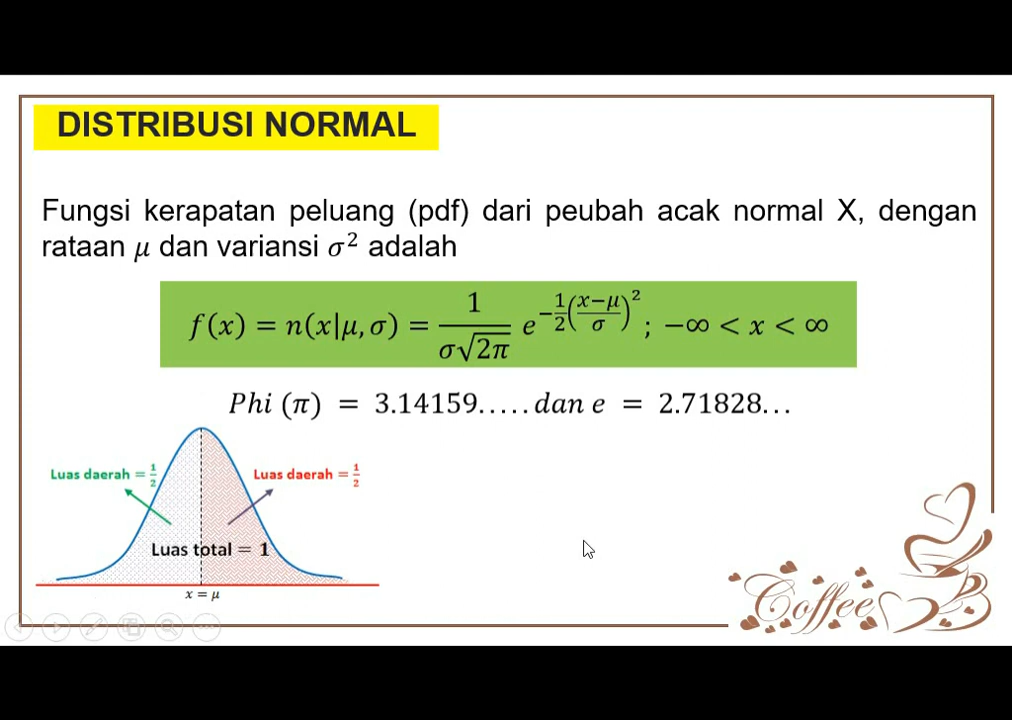 DISTRIBUSI NORMAL
Fungsi kerapatan peluang (pdf) dari peubah acak normal X, dengan
rataan μ dan variansi σ² adalah
f(x) = n(x|μ, σ) = 1/(σ√2π) e^(−1/2((x−μ)/σ)²) ; −∞ < x < ∞
Phi (π) = 3.14159..... dan e = 2.71828...
Luas daerah = 1/2
Luas daerah = 1/2
Luas total = 1
x = μ
Coffee